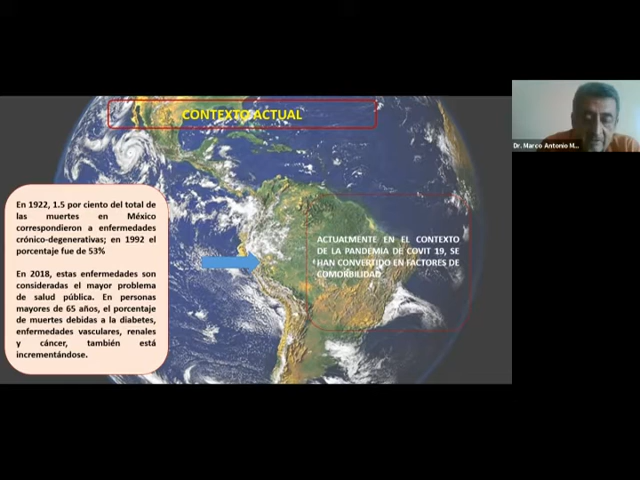 CONTEXTO ACTUAL
Dr. Marco Antonio M...
En 1922, 1.5 por ciento del total de
las muertes en México
correspondieron a enfermedades
crónico-degenerativas; en 1992 el
porcentaje fue de 53%
En 2018, estas enfermedades son
consideradas el mayor problema
de salud pública. En personas
mayores de 65 años, el porcentaje
de muertes debidas a la diabetes,
enfermedades vasculares, renales
y cáncer, también está
incrementándose.
ACTUALMENTE EN EL CONTEXTO
DE LA PANDEMIA DE COVIT 19, SE
HAN CONVERTIDO EN FACTORES DE
COMORBILIDAD